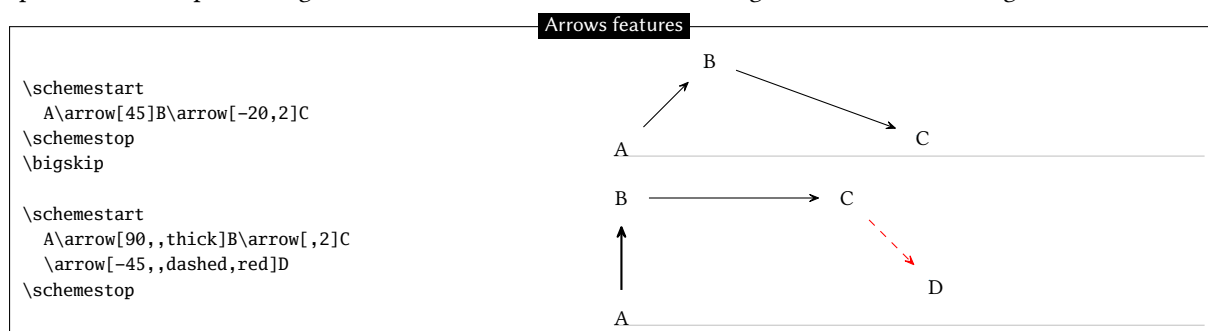 Arrows features
\schemestart
A\arrow[45]B\arrow[-20,2]C
\schemestop
\bigskip
\schemestart
A\arrow[90,,thick]B\arrow[,2]C
\arrow[-45,,dashed,red]D
\schemestop
B
A
C
B
C
D
A